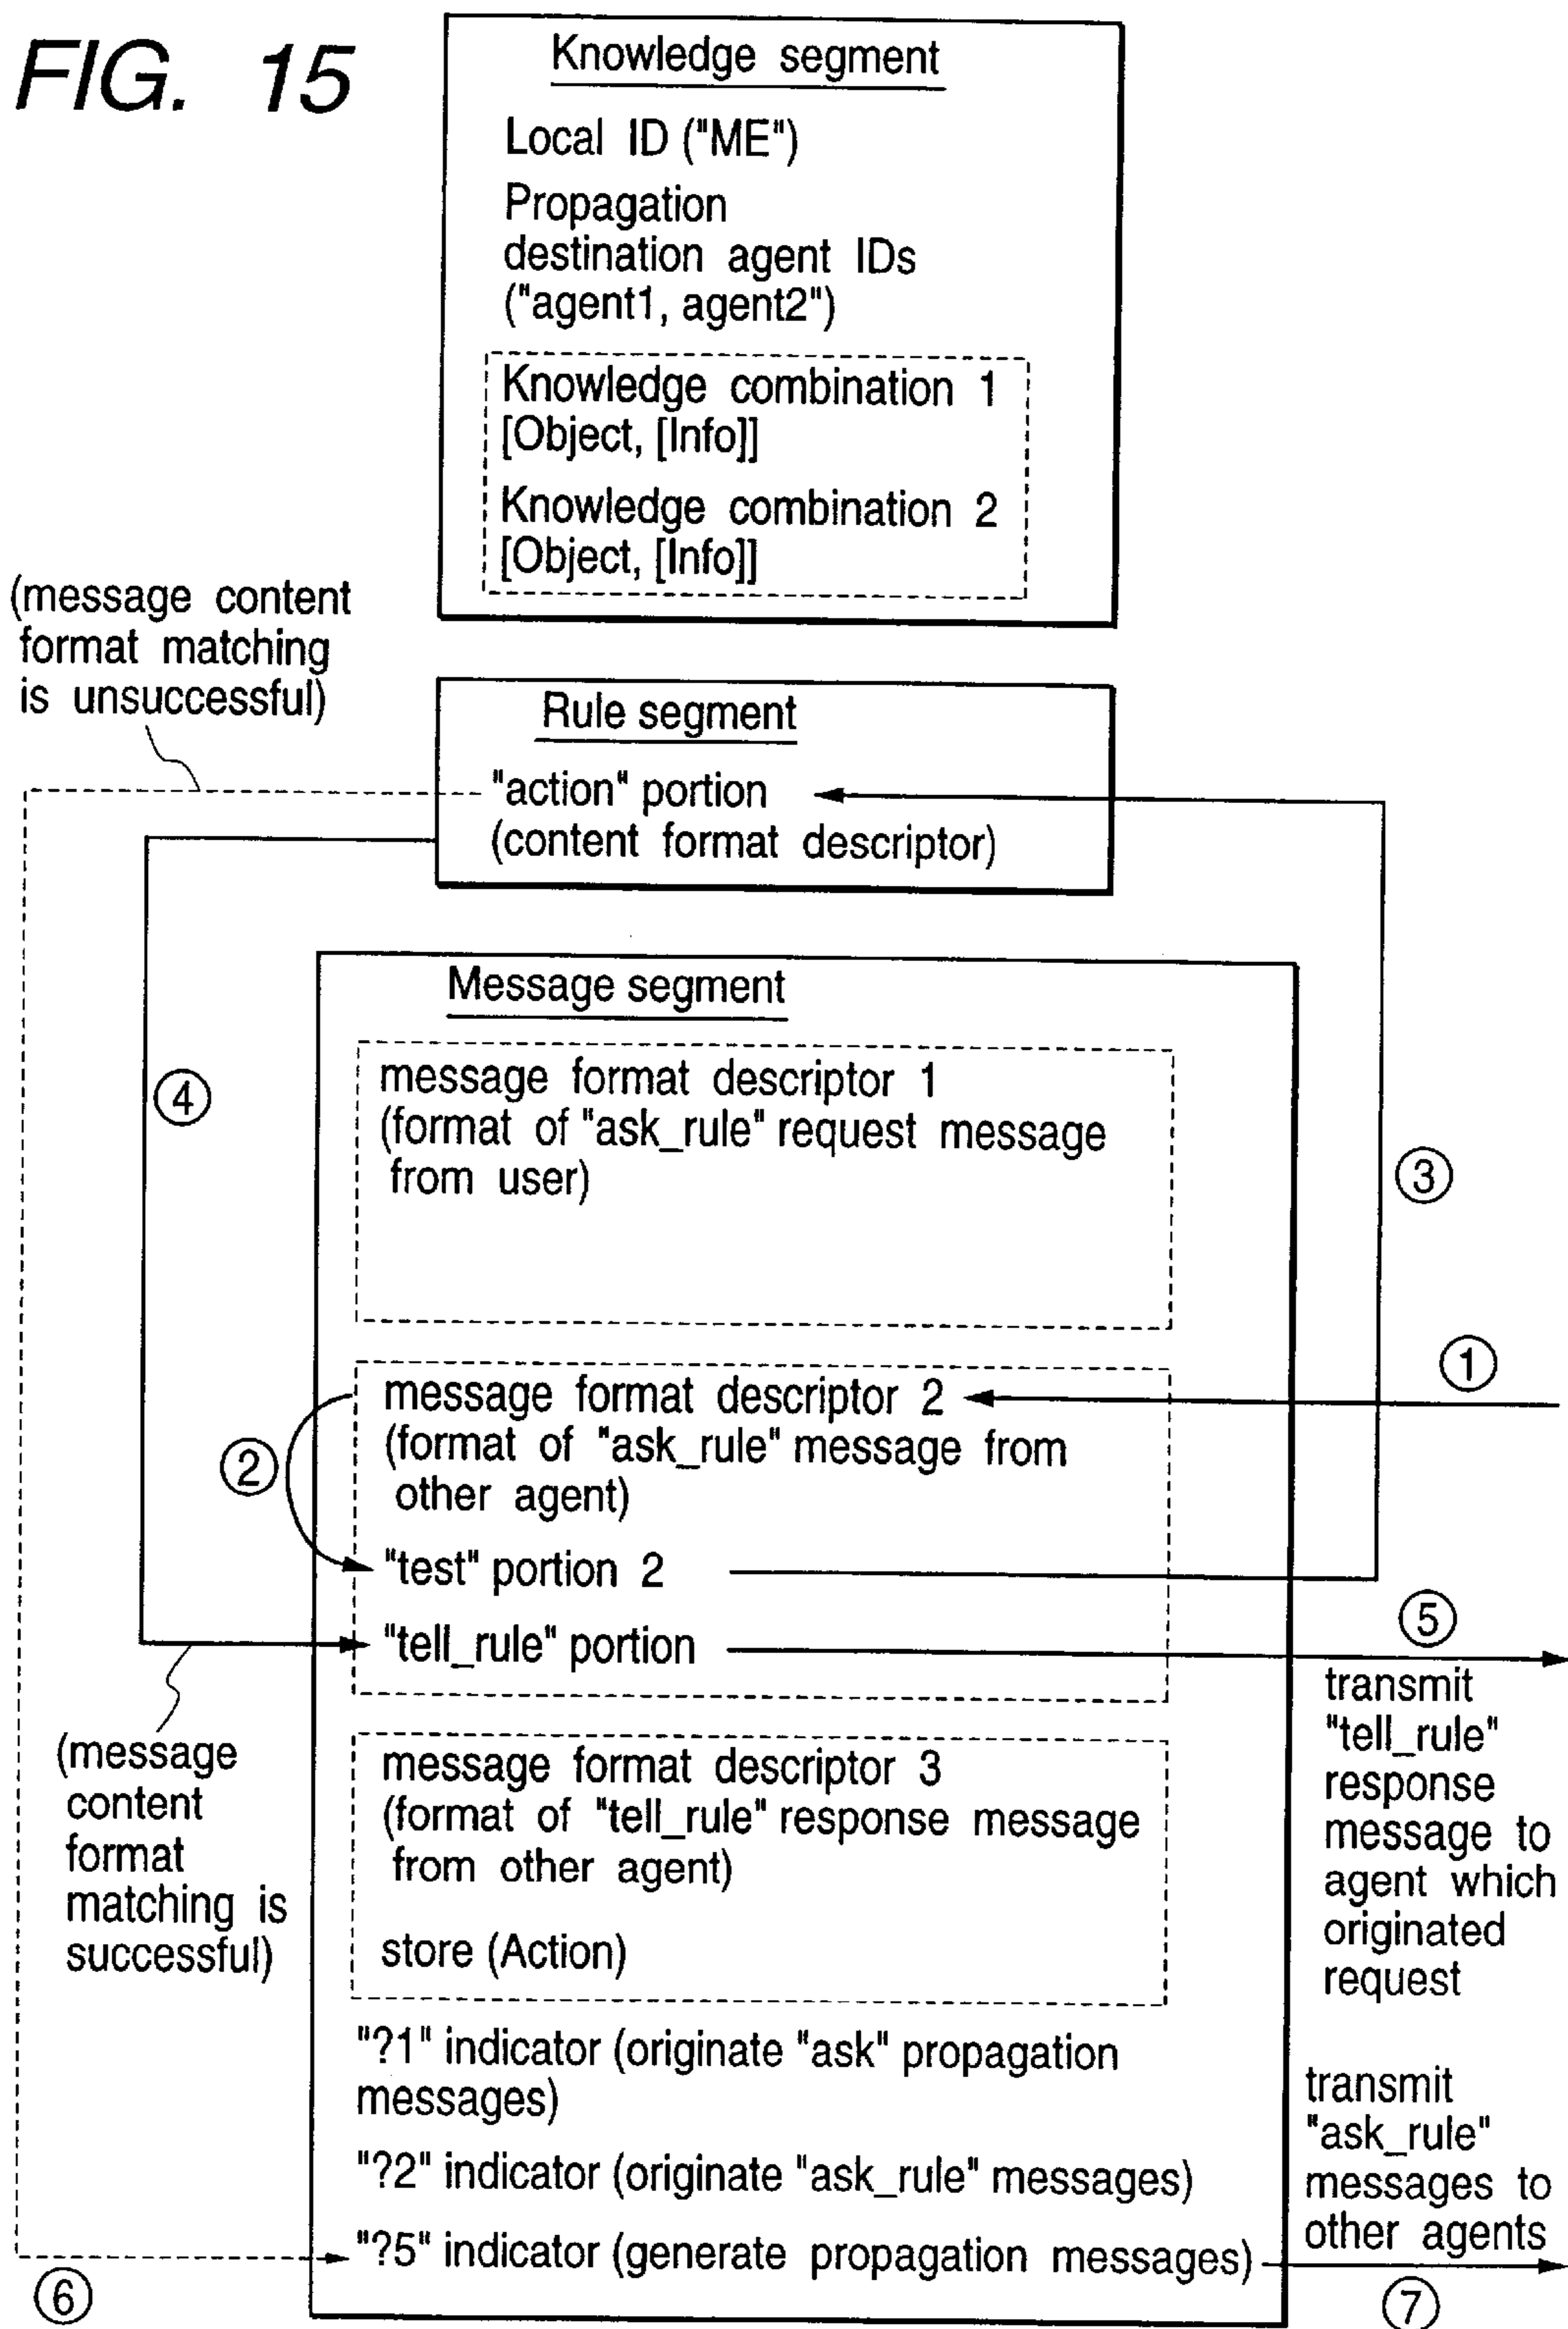 FIG. 15
Knowledge segment
Local ID ("ME")
Propagation
destination agent IDs
("agent1, agent2")
Knowledge combination 1
[Object, [Info]]
Knowledge combination 2
[Object, [Info]]
(message content
format matching
is unsuccessful)
Rule segment
"action" portion
(content format descriptor)
Message segment
message format descriptor 1
(format of "ask_rule" request message
from user)
④
③
①
message format descriptor 2
(format of "ask_rule" message from
other agent)
②
"test" portion 2
"tell_rule" portion
⑤
transmit
"tell_rule"
response
message to
agent which
originated
request
(message
content
format
matching is
successful)
message format descriptor 3
(format of "tell_rule" response message
from other agent)
store (Action)
"?1" indicator (originate "ask" propagation
messages)
"?2" indicator (originate "ask_rule" messages)
"?5" indicator (generate propagation messages)
transmit
"ask_rule"
messages to
other agents
⑥
⑦